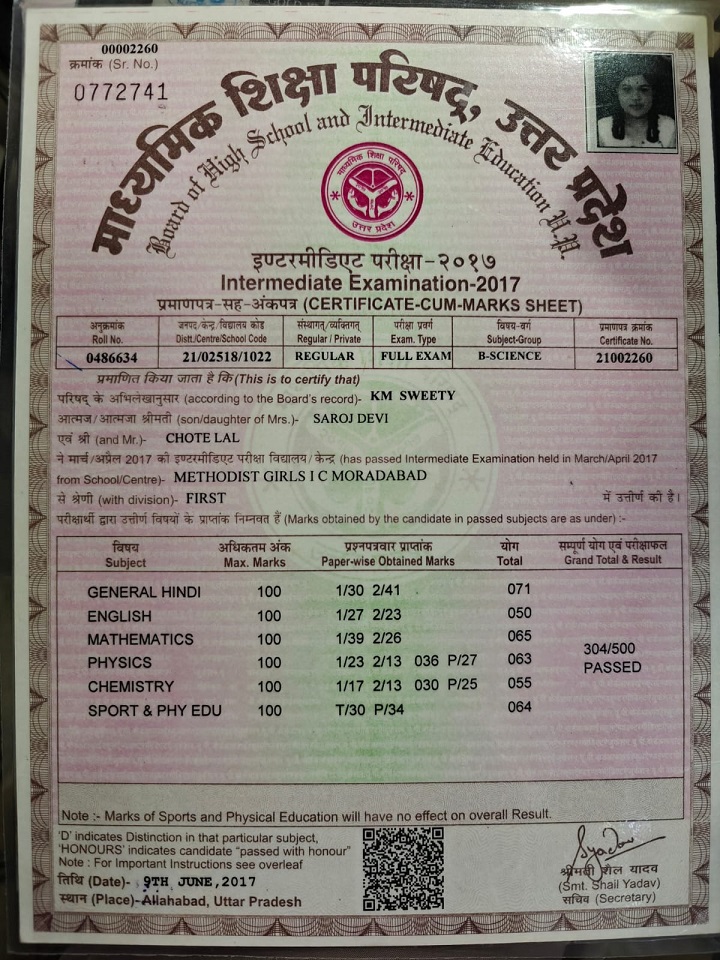 00002260
क्रमांक (Sr. No.)
0772741
माध्यमिक शिक्षा परिषद्, उत्तर प्रदेश
Board of High School and Intermediate Education U.P.
माध्यमिक शिक्षा परिषद
उत्तर प्रदेश
इण्टरमीडिएट परीक्षा-२०१७
Intermediate Examination-2017
प्रमाणपत्र-सह-अंकपत्र (CERTIFICATE-CUM-MARKS SHEET)
अनुक्रमांक जनपद/केन्द्र/विद्यालय कोड संस्थागत/व्यक्तिगत परीक्षा प्रवर्ग विषय-वर्ग प्रमाणपत्र क्रमांक
Roll No. Distt./Centre/School Code Regular / Private Exam. Type Subject-Group Certificate No.
0486634 21/02518/1022 REGULAR FULL EXAM B-SCIENCE 21002260
प्रमाणित किया जाता है कि (This is to certify that)
परिषद् के अभिलेखानुसार (according to the Board's record)- KM SWEETY
आत्मज/आत्मजा श्रीमती (son/daughter of Mrs.)- SAROJ DEVI
एवं श्री (and Mr.)- CHOTE LAL
ने मार्च/अप्रैल 2017 को इण्टरमीडिएट परीक्षा विद्यालय/केन्द्र (has passed Intermediate Examination held in March/April 2017
from School/Centre)- METHODIST GIRLS I C MORADABAD
से श्रेणी (with division)- FIRST में उत्तीर्ण की है।
परीक्षार्थी द्वारा उत्तीर्ण विषयों के प्राप्तांक निम्नवत हैं (Marks obtained by the candidate in passed subjects are as under) :-
विषय अधिकतम अंक प्रश्नपत्रवार प्राप्तांक योग सम्पूर्ण योग एवं परीक्षाफल
Subject Max. Marks Paper-wise Obtained Marks Total Grand Total & Result
GENERAL HINDI 100 1/30 2/41 071
ENGLISH 100 1/27 2/23 050
MATHEMATICS 100 1/39 2/26 065
304/500
PHYSICS 100 1/23 2/13 036 P/27 063
PASSED
CHEMISTRY 100 1/17 2/13 030 P/25 055
SPORT & PHY EDU 100 T/30 P/34 064
Note :- Marks of Sports and Physical Education will have no effect on overall Result.
'D' indicates Distinction in that particular subject,
'HONOURS' indicates candidate "passed with honour"
Note : For Important Instructions see overleaf
तिथि (Date)- 9TH JUNE,2017
स्थान (Place)-Allahabad, Uttar Pradesh
श्रीमती शैल यादव
(Smt. Shail Yadav)
सचिव (Secretary)